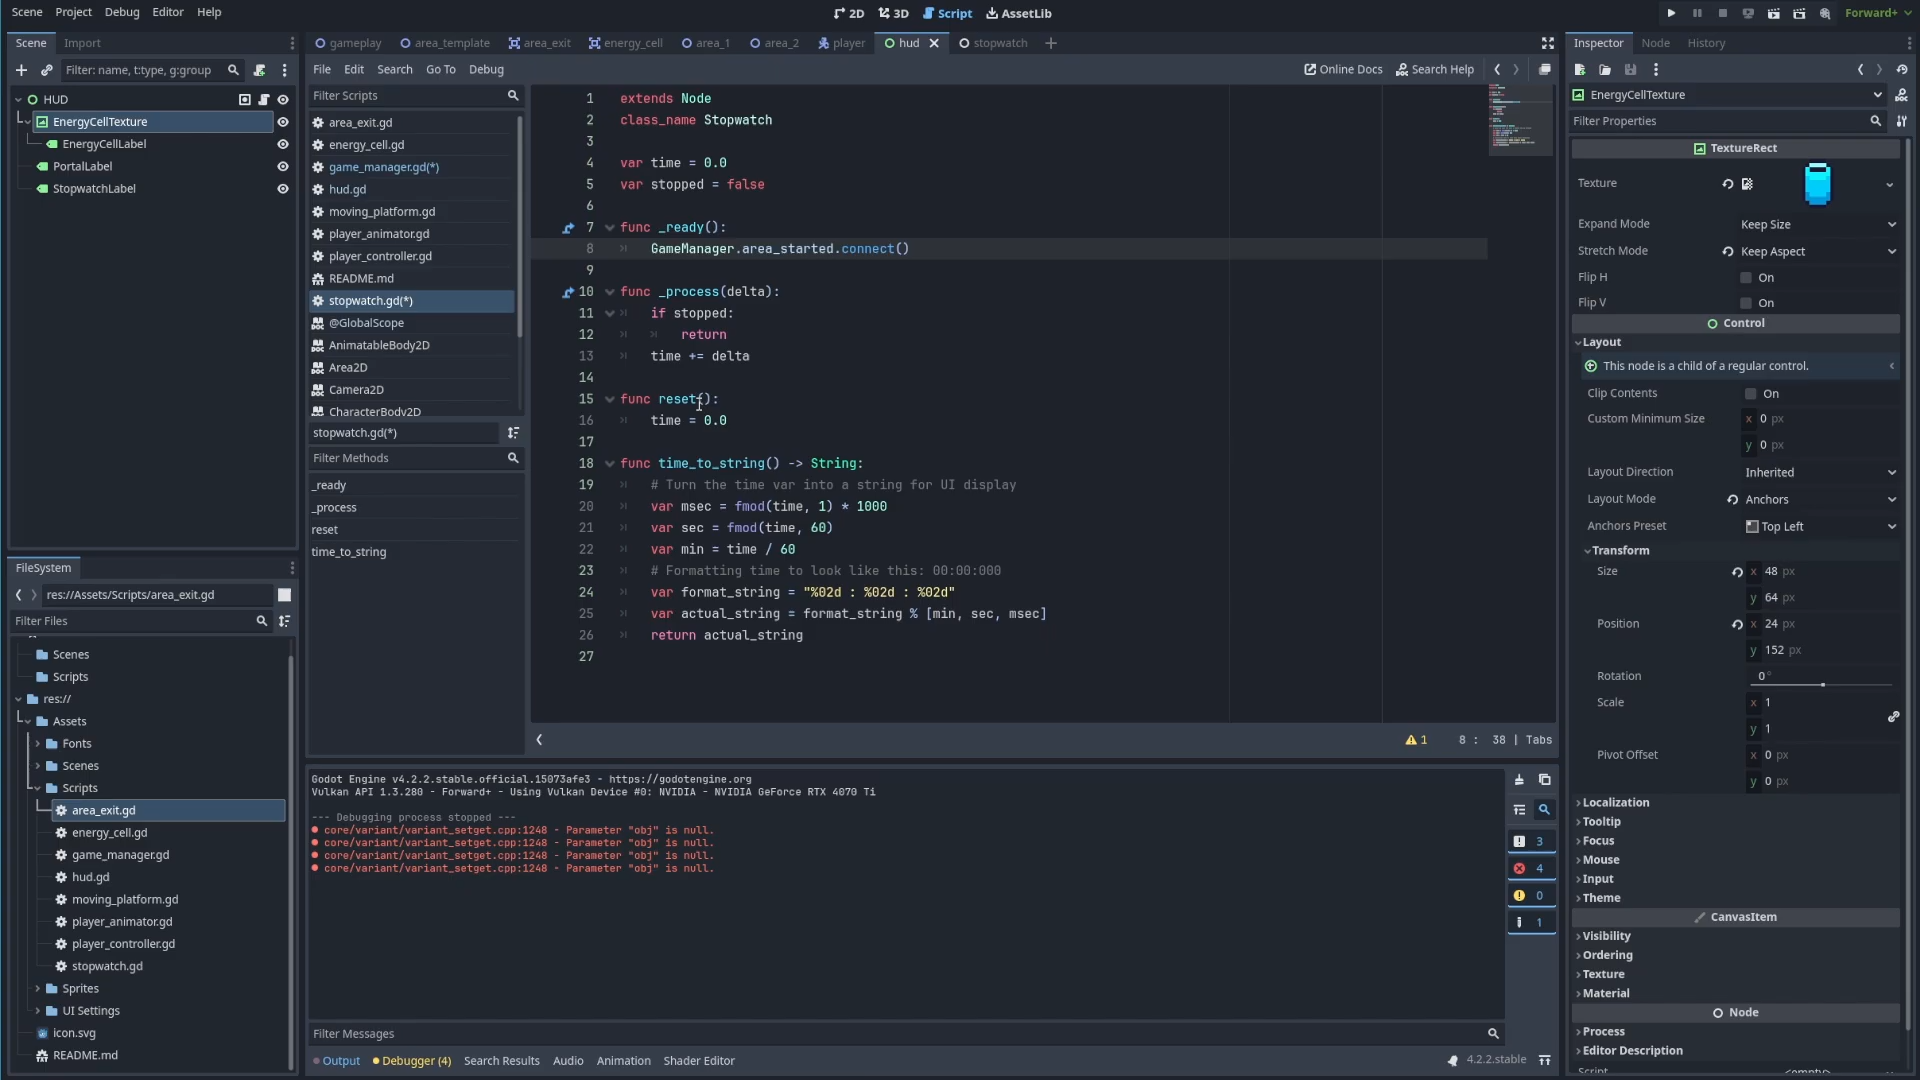 Scene Project Debug Editor Help
2D 3D Script AssetLib
Forward+
Scene Import
Filter: name, t:type, g:group
HUD
EnergyCellTexture
EnergyCellLabel
PortalLabel
StopwatchLabel
FileSystem
res://Assets/Scripts/area_exit.gd
Filter Files
Scenes
Scripts
res://
Assets
Fonts
Scenes
Scripts
area_exit.gd
energy_cell.gd
game_manager.gd
hud.gd
moving_platform.gd
player_animator.gd
player_controller.gd
stopwatch.gd
Sprites
UI Settings
icon.svg
README.md
gameplay area_template area_exit energy_cell area_1 area_2 player hud stopwatch
File Edit Search Go To Debug
Online Docs Search Help
Filter Scripts
area_exit.gd
energy_cell.gd
game_manager.gd(*)
hud.gd
moving_platform.gd
player_animator.gd
player_controller.gd
README.md
stopwatch.gd(*)
@GlobalScope
AnimatableBody2D
Area2D
Camera2D
CharacterBody2D
stopwatch.gd(*)
Filter Methods
_ready
_process
reset
time_to_string
1 extends Node
2 class_name Stopwatch
3
4 var time = 0.0
5 var stopped = false
6
7 func _ready():
8 GameManager.area_started.connect()
9
10 func _process(delta):
11 if stopped:
12 return
13 time += delta
14
15 func reset():
16 time = 0.0
17
18 func time_to_string() -> String:
19 # Turn the time var into a string for UI display
20 var msec = fmod(time, 1) * 1000
21 var sec = fmod(time, 60)
22 var min = time / 60
23 # Formatting time to look like this: 00:00:000
24 var format_string = "%02d : %02d : %02d"
25 var actual_string = format_string % [min, sec, msec]
26 return actual_string
27
1 8 : 38 | Tabs
Godot Engine v4.2.2.stable.official.15073afe3 - https://godotengine.org
Vulkan API 1.3.280 - Forward+ - Using Vulkan Device #0: NVIDIA - NVIDIA GeForce RTX 4070 Ti
--- Debugging process stopped ---
core/variant/variant_setget.cpp:1248 - Parameter "obj" is null.
core/variant/variant_setget.cpp:1248 - Parameter "obj" is null.
core/variant/variant_setget.cpp:1248 - Parameter "obj" is null.
core/variant/variant_setget.cpp:1248 - Parameter "obj" is null.
3
4
0
1
Filter Messages
Output Debugger (4) Search Results Audio Animation Shader Editor
4.2.2.stable
Inspector Node History
EnergyCellTexture
Filter Properties
TextureRect
Texture
Expand Mode Keep Size
Stretch Mode Keep Aspect
Flip H On
Flip V On
Control
Layout
This node is a child of a regular control.
Clip Contents On
Custom Minimum Size x 0 px
y 0 px
Layout Direction Inherited
Layout Mode Anchors
Anchors Preset Top Left
Transform
Size x 48 px
y 64 px
Position x 24 px
y 152 px
Rotation 0 °
Scale x 1
y 1
Pivot Offset x 0 px
y 0 px
Localization
Tooltip
Focus
Mouse
Input
Theme
CanvasItem
Visibility
Ordering
Texture
Material
Node
Process
Editor Description
Script <empty>